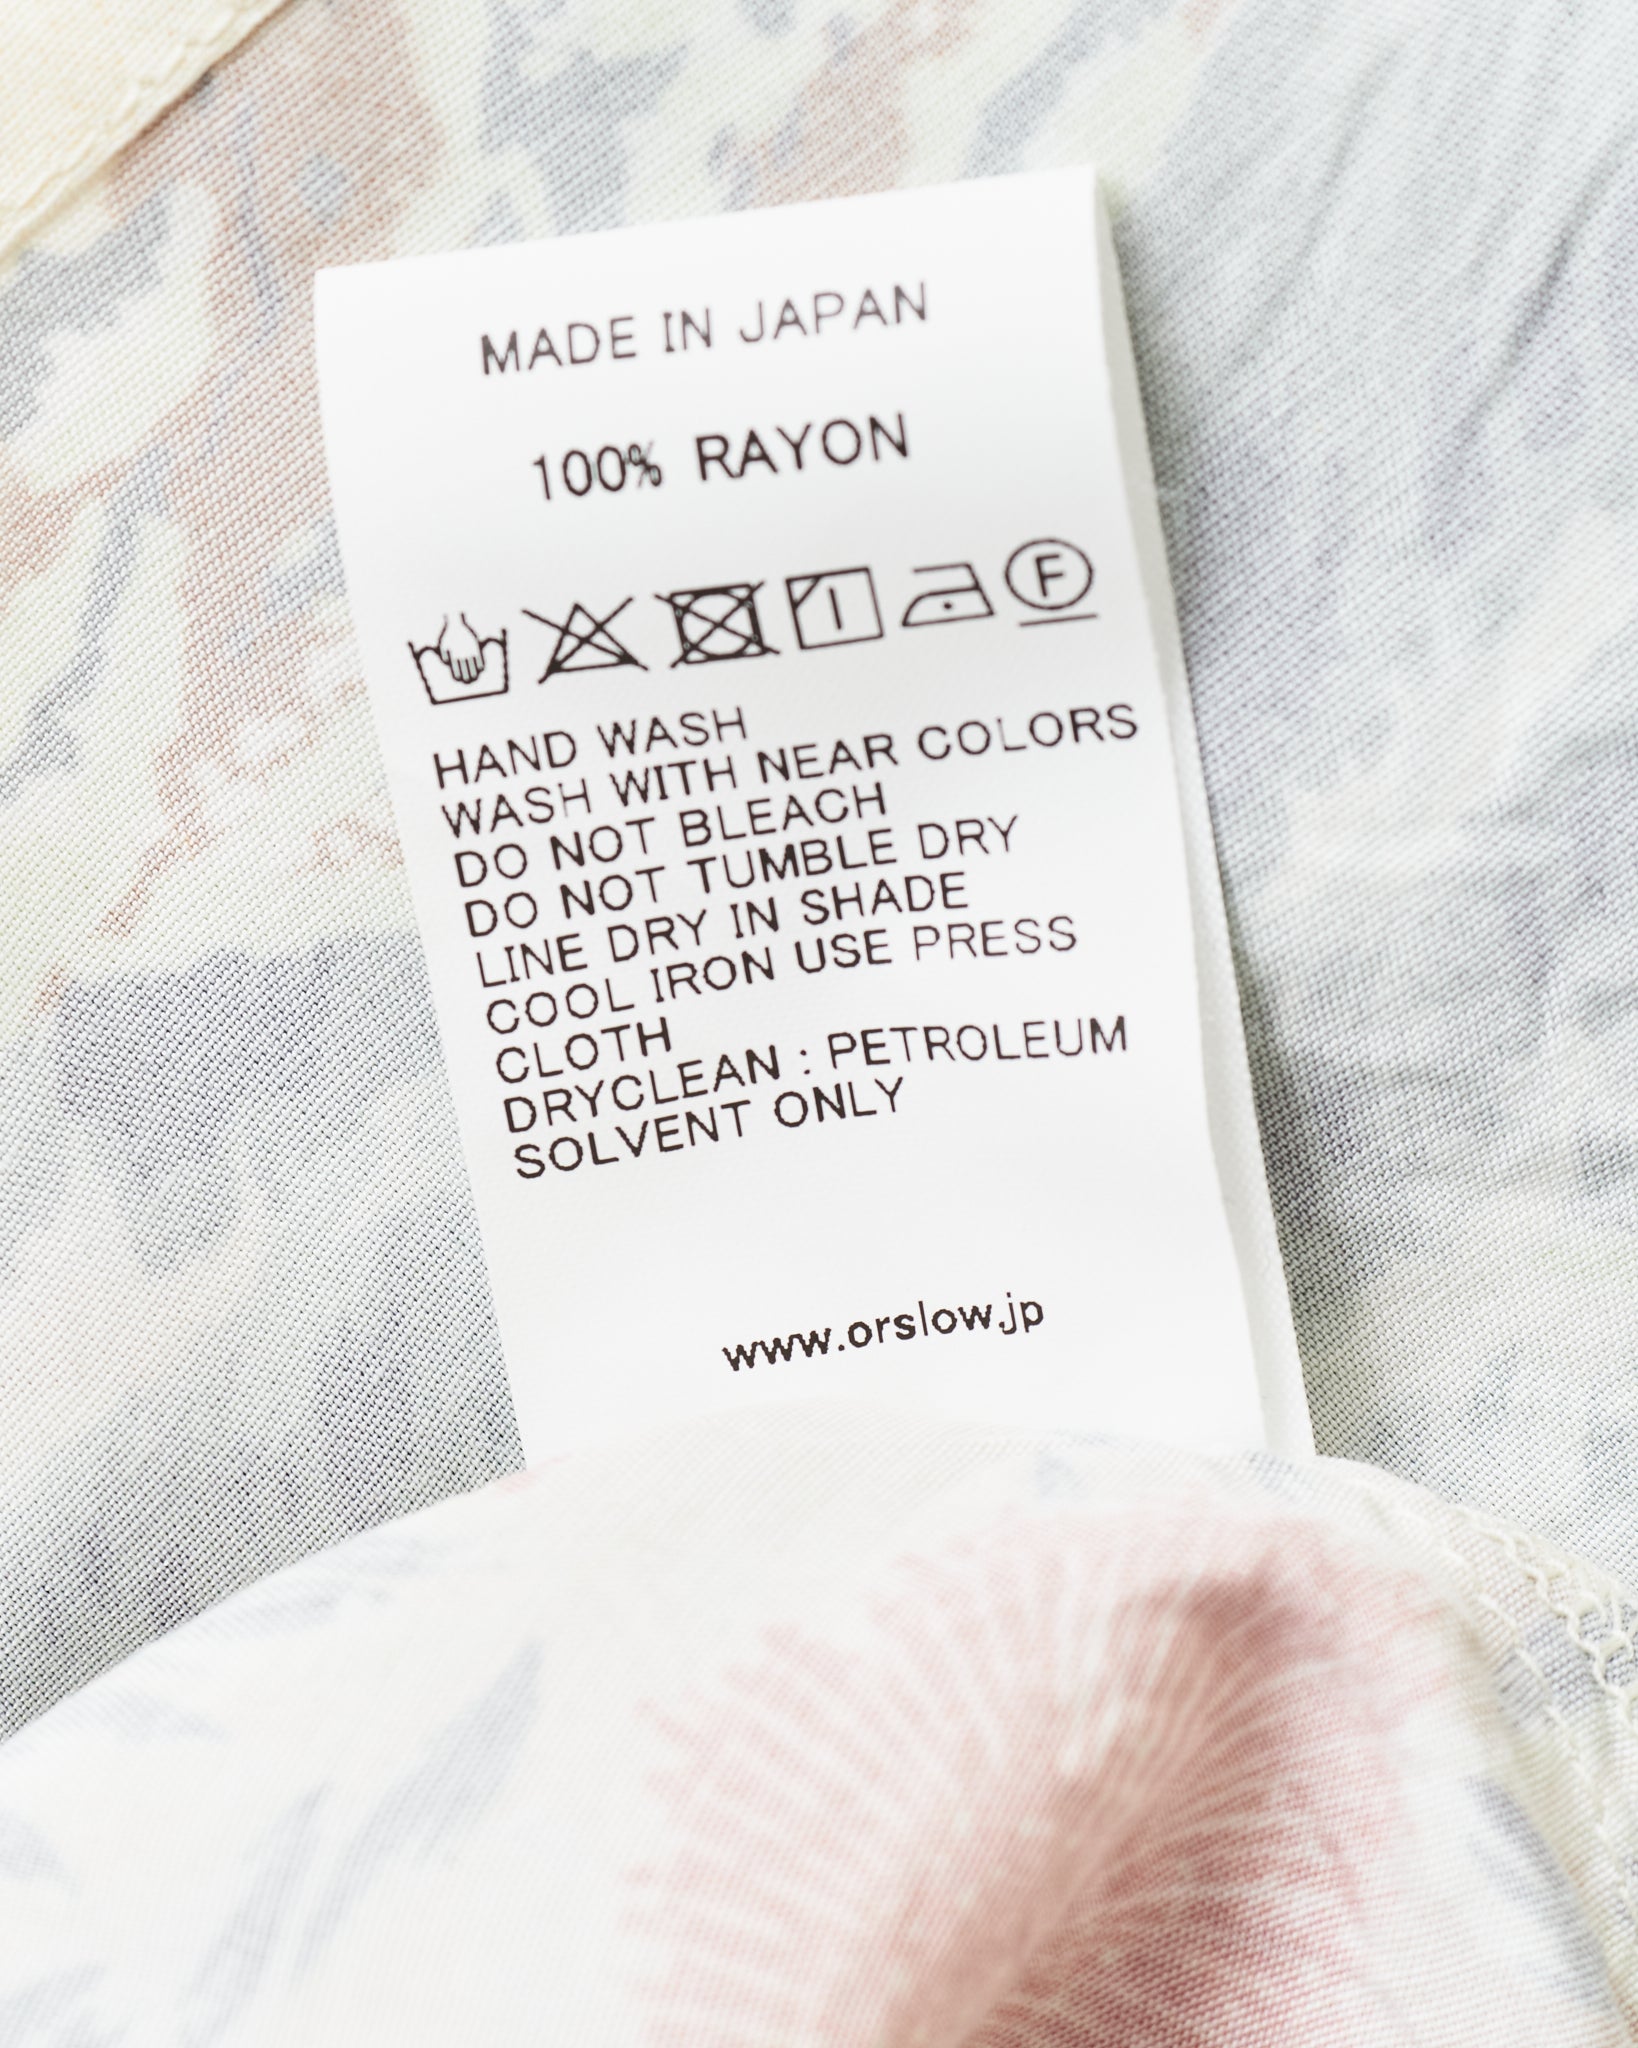 MADE IN JAPAN
100% RAYON
F
HAND WASH
WASH WITH NEAR COLORS
DO NOT BLEACH
DO NOT TUMBLE DRY
LINE DRY IN SHADE
COOL IRON USE PRESS
CLOTH
DRYCLEAN : PETROLEUM
SOLVENT ONLY
www.orslow.jp